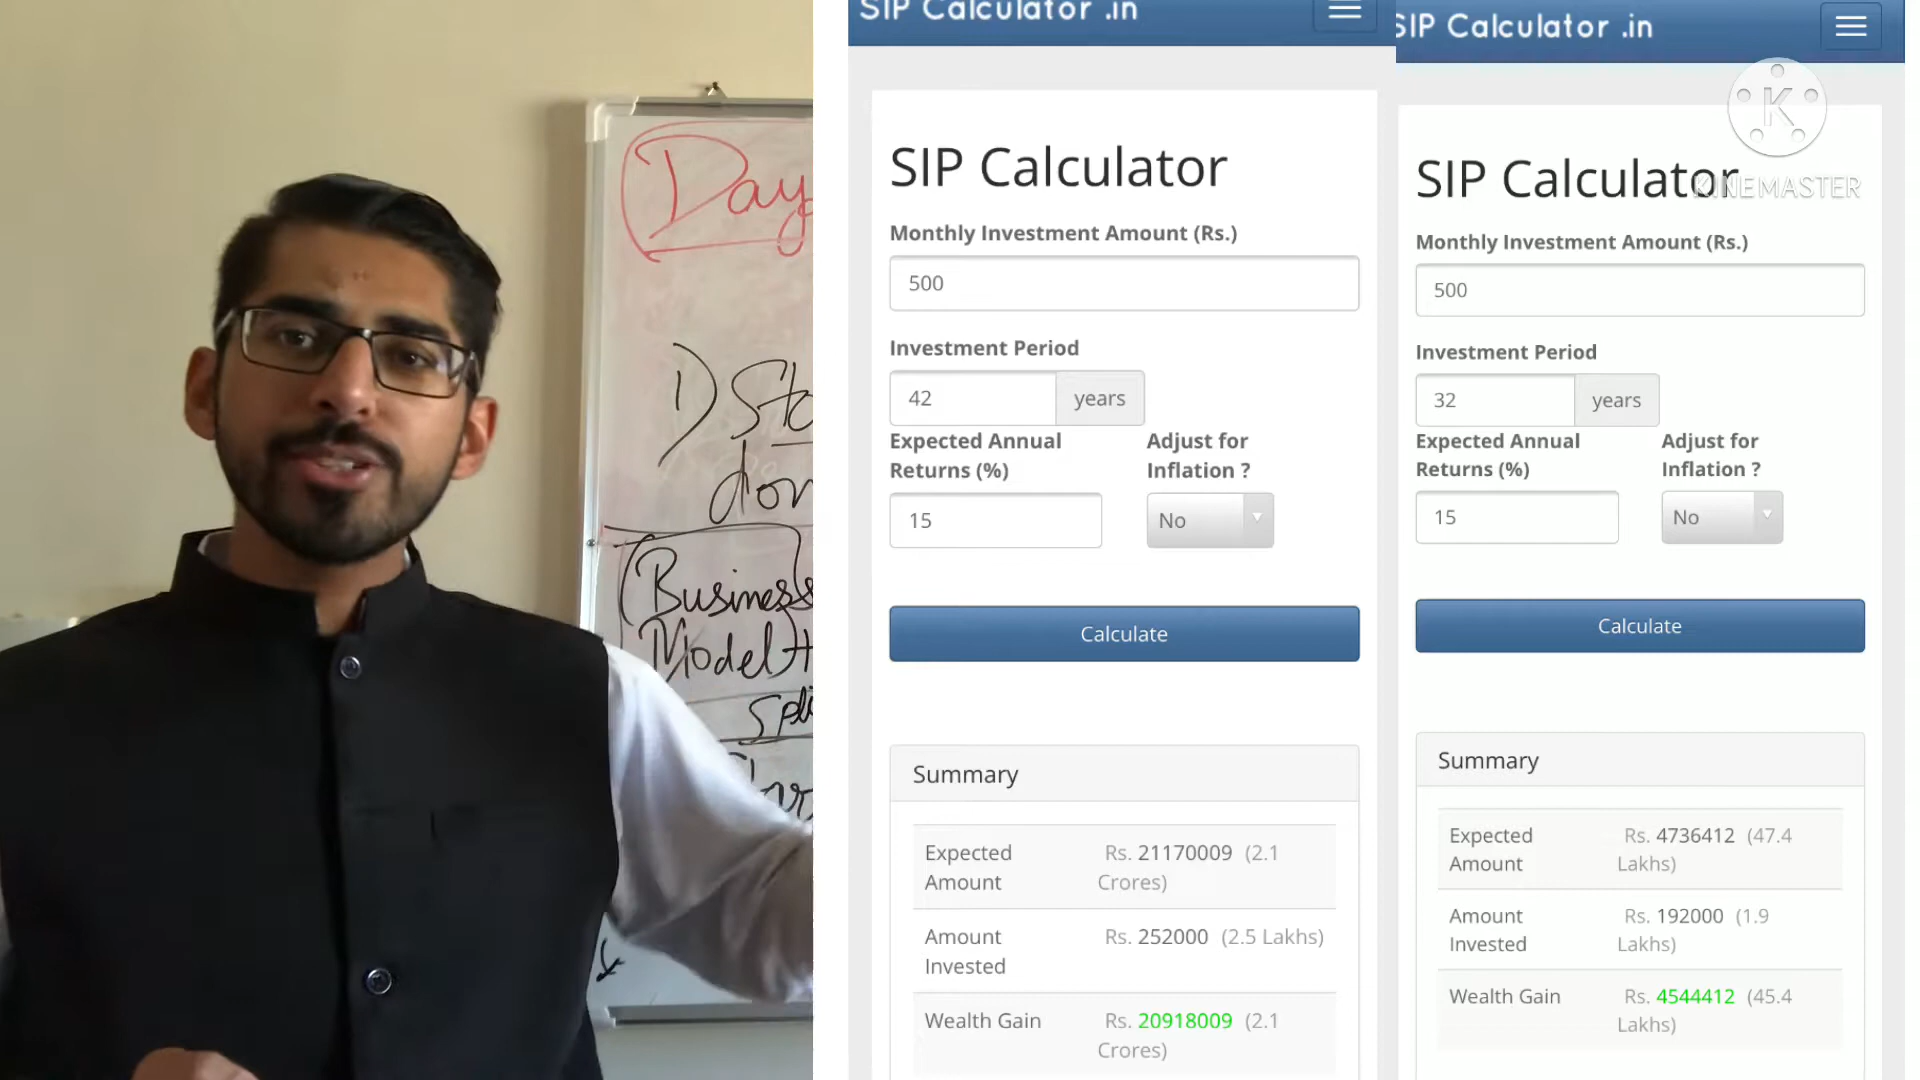 Day
1) Sto
don
Business
Model +
Spli
SIP Calculator .in
SIP Calculator
Monthly Investment Amount (Rs.)
500
Investment Period
42 years
Expected Annual Returns (%)
Adjust for Inflation ?
15
No
Calculate
Summary
Expected Amount Rs. 21170009 (2.1 Crores)
Amount Invested Rs. 252000 (2.5 Lakhs)
Wealth Gain Rs. 20918009 (2.1 Crores)
SIP Calculator .in
K
KINEMASTER
SIP Calculator
Monthly Investment Amount (Rs.)
500
Investment Period
32 years
Expected Annual Returns (%)
Adjust for Inflation ?
15
No
Calculate
Summary
Expected Amount Rs. 4736412 (47.4 Lakhs)
Amount Invested Rs. 192000 (1.9 Lakhs)
Wealth Gain Rs. 4544412 (45.4 Lakhs)